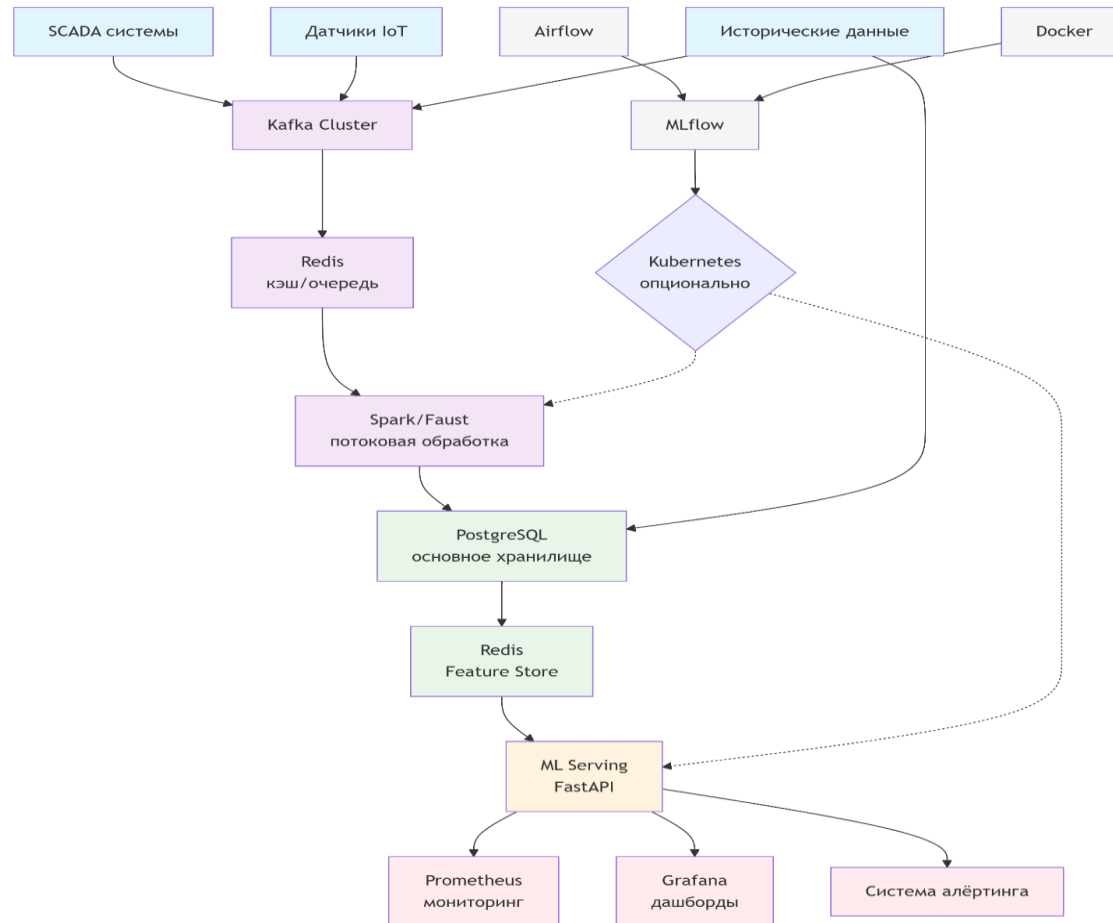 SCADA системы
Датчики IoT
Airflow
Исторические данные
Docker
Kafka Cluster
MLflow
Redis
кэш/очередь
Kubernetes
опционально
Spark/Faust
потоковая обработка
PostgreSQL
основное хранилище
Redis
Feature Store
ML Serving
FastAPI
Prometheus
мониторинг
Grafana
дашборды
Система алёртинга